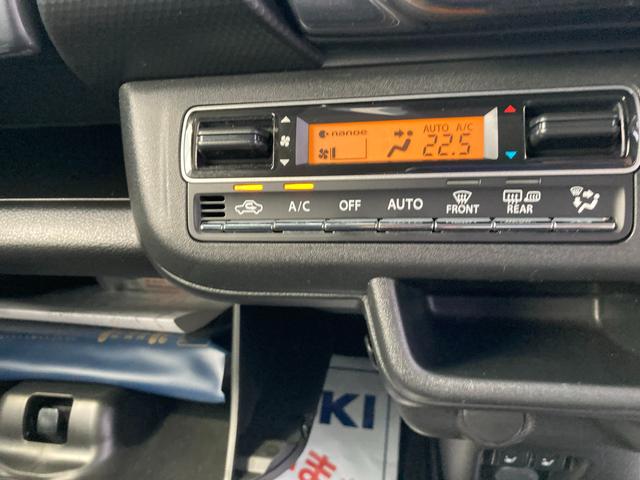 nanoe
AUTO A/C
22.5
A/C OFF AUTO FRONT REAR
KI